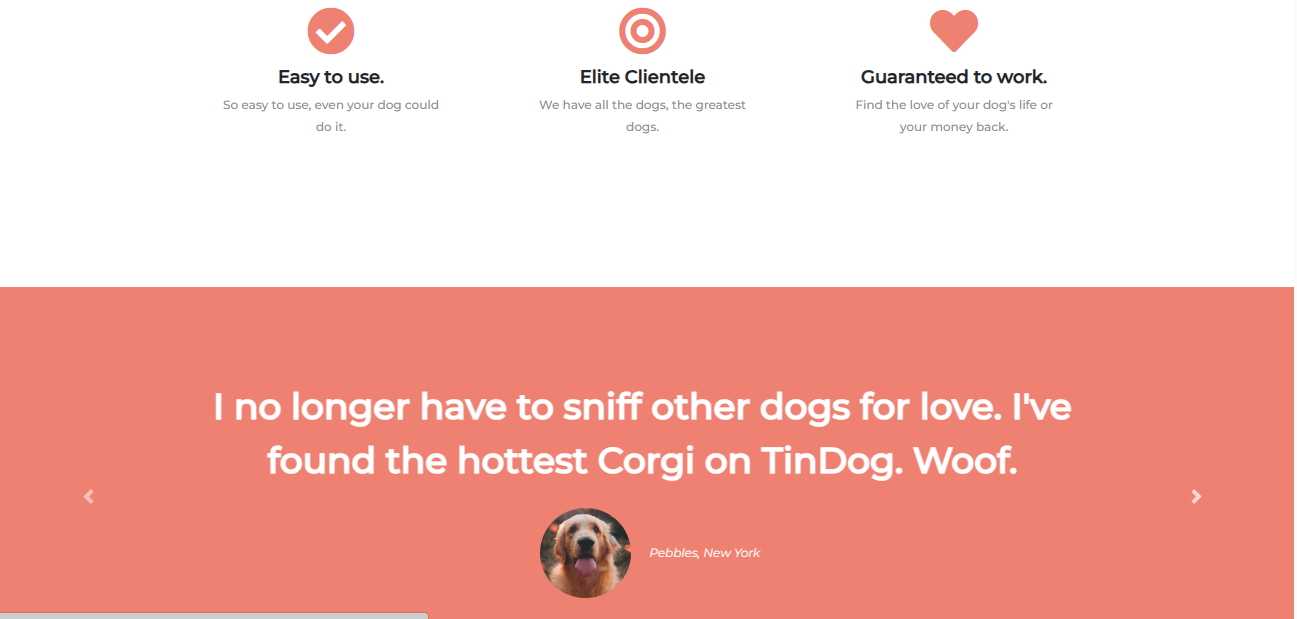 Easy to use.
So easy to use, even your dog could
do it.
Elite Clientele
We have all the dogs, the greatest
dogs.
Guaranteed to work.
Find the love of your dog's life or
your money back.
I no longer have to sniff other dogs for love. I've
found the hottest Corgi on TinDog. Woof.
Pebbles, New York